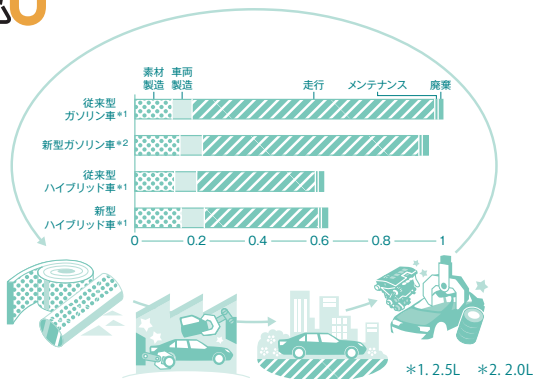 素材 車両
製造 製造 走行 メンテナンス 廃棄
従来型
ガソリン車*1
新型ガソリン車*2
従来型
ハイブリッド車*1
新型
ハイブリッド車*1
0 0.2 0.4 0.6 0.8 1
*1. 2.5L *2. 2.0L